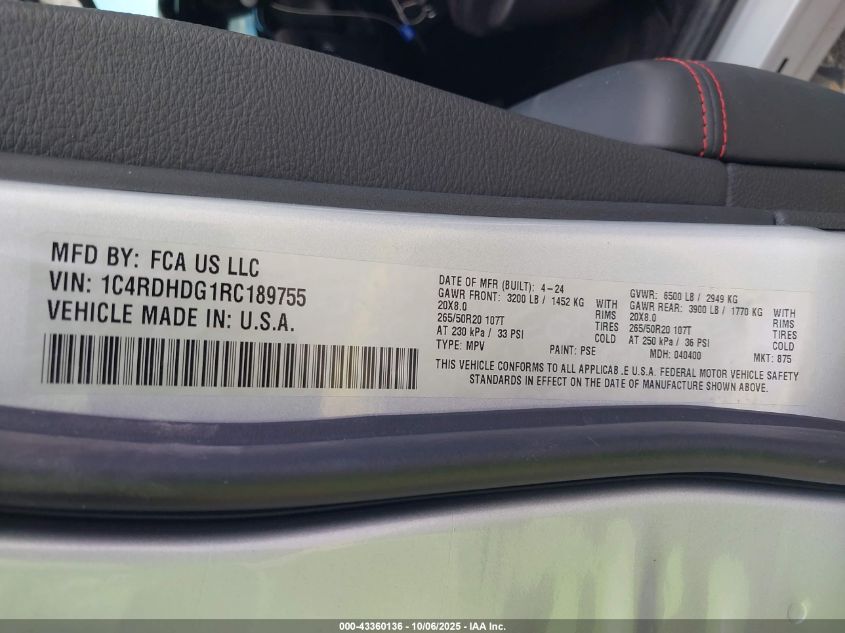 MFD BY: FCA US LLC
VIN: 1C4RDHDG1RC189755
VEHICLE MADE IN: U.S.A.
DATE OF MFR (BUILT): 4-24
GAWR FRONT: 3200 LB / 1452 KG WITH
20X8.0 RIMS
265/50R20 107T TIRES
AT 230 kPa / 33 PSI COLD
TYPE: MPV PAINT: PSE
GVWR: 6500 LB / 2949 KG
GAWR REAR: 3900 LB / 1770 KG WITH
20X8.0 RIMS
265/50R20 107T TIRES
AT 250 kPa / 36 PSI COLD
MDH: 040400 MKT: 875
THIS VEHICLE CONFORMS TO ALL APPLICAB.E U.S.A. FEDERAL MOTOR VEHICLE SAFETY
STANDARDS IN EFFECT ON THE DATE OF MANUFACTURE SHOWN ABOVE.
000-43360136 - 10/06/2025 - IAA Inc.